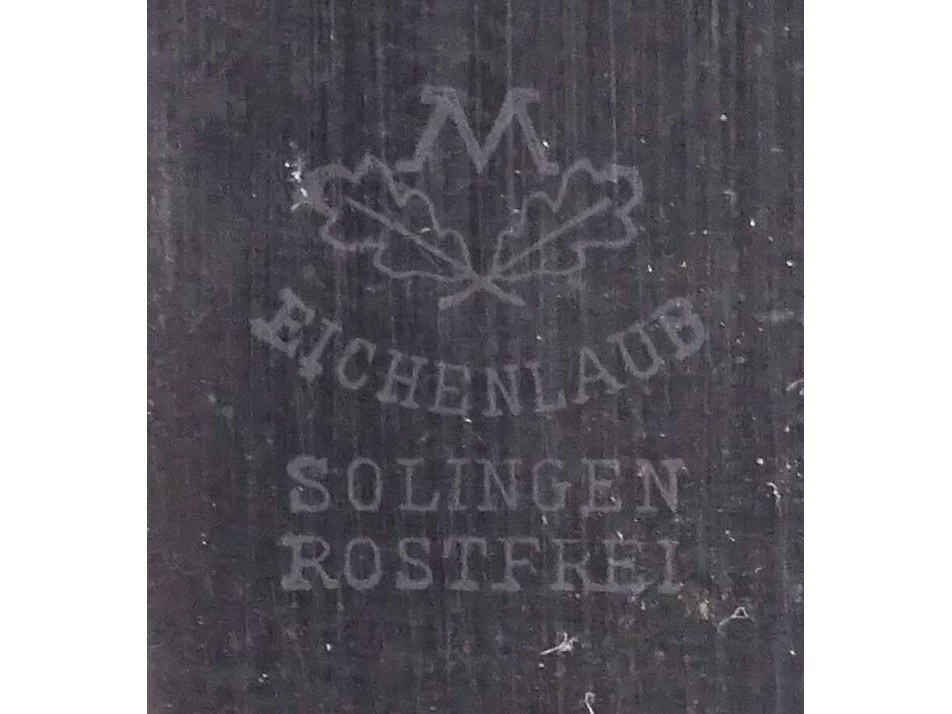 M
EICHENLAUB
SOLINGEN
ROSTFREI